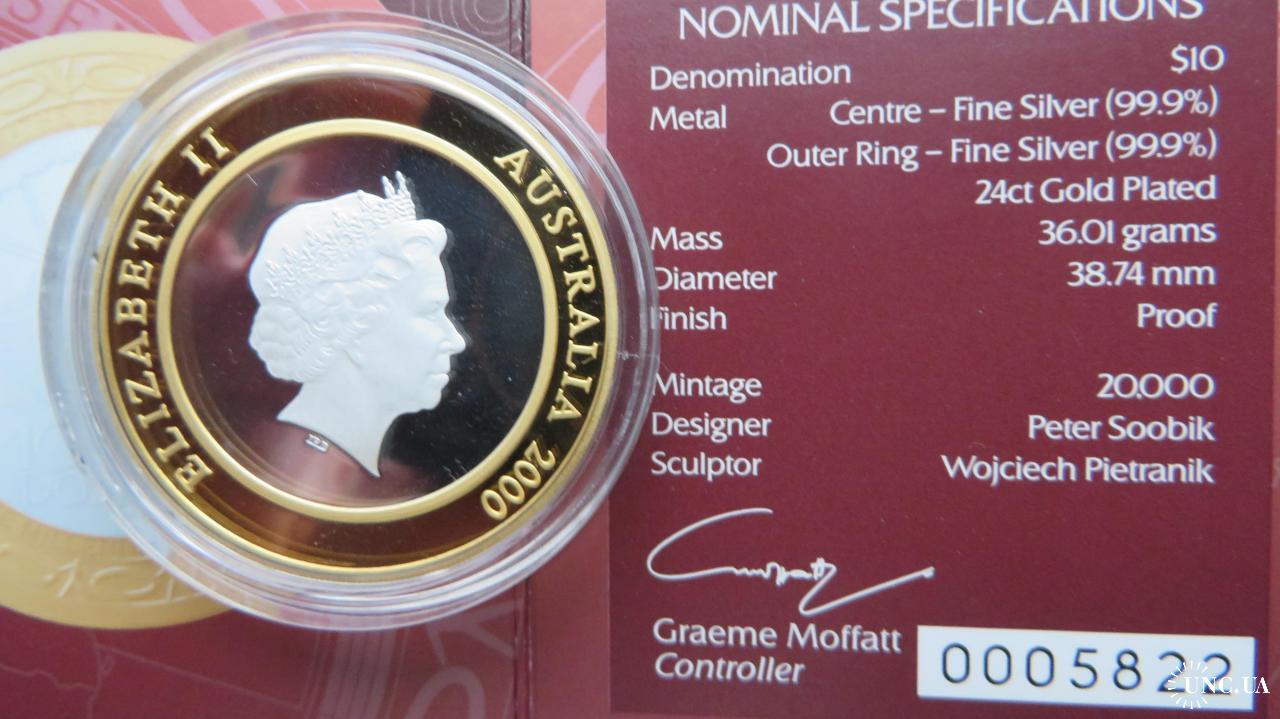 ELIZABETH II
AUSTRALIA 2000
IRB
NOMINAL SPECIFICATIONS
Denomination $10
Metal Centre – Fine Silver (99.9%)
Outer Ring – Fine Silver (99.9%)
24ct Gold Plated
Mass 36.01 grams
Diameter 38.74 mm
Finish Proof
Mintage 20,000
Designer Peter Soobik
Sculptor Wojciech Pietranik
Graeme Moffatt
Controller
0005822
UNC.UA